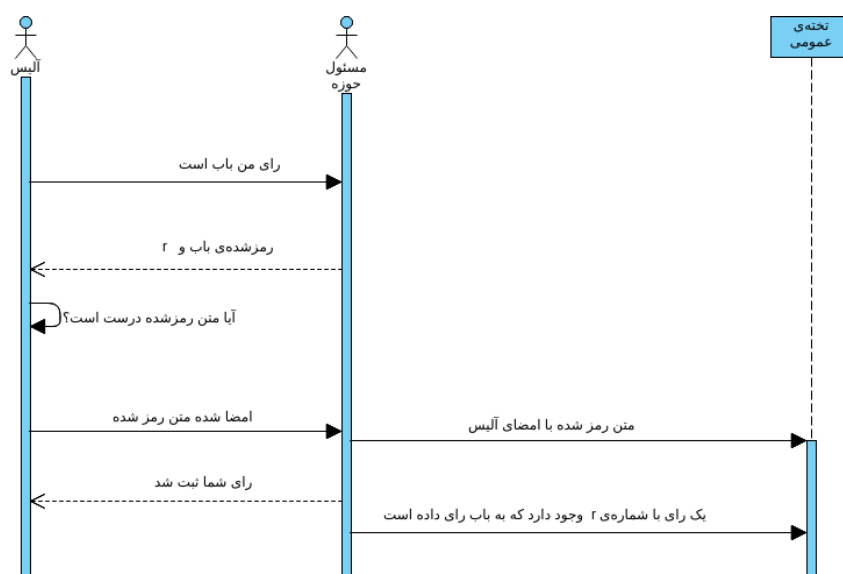 آلیس
مسئول
حوزه
تخته‌ی
عمومی
رای من باب است
رمزشده‌ی باب و r
آیا متن رمزشده درست است؟
امضا شده متن رمز شده
متن رمز شده با امضای آلیس
رای شما ثبت شد
یک رای با شماره‌ی r وجود دارد که به باب رای داده است